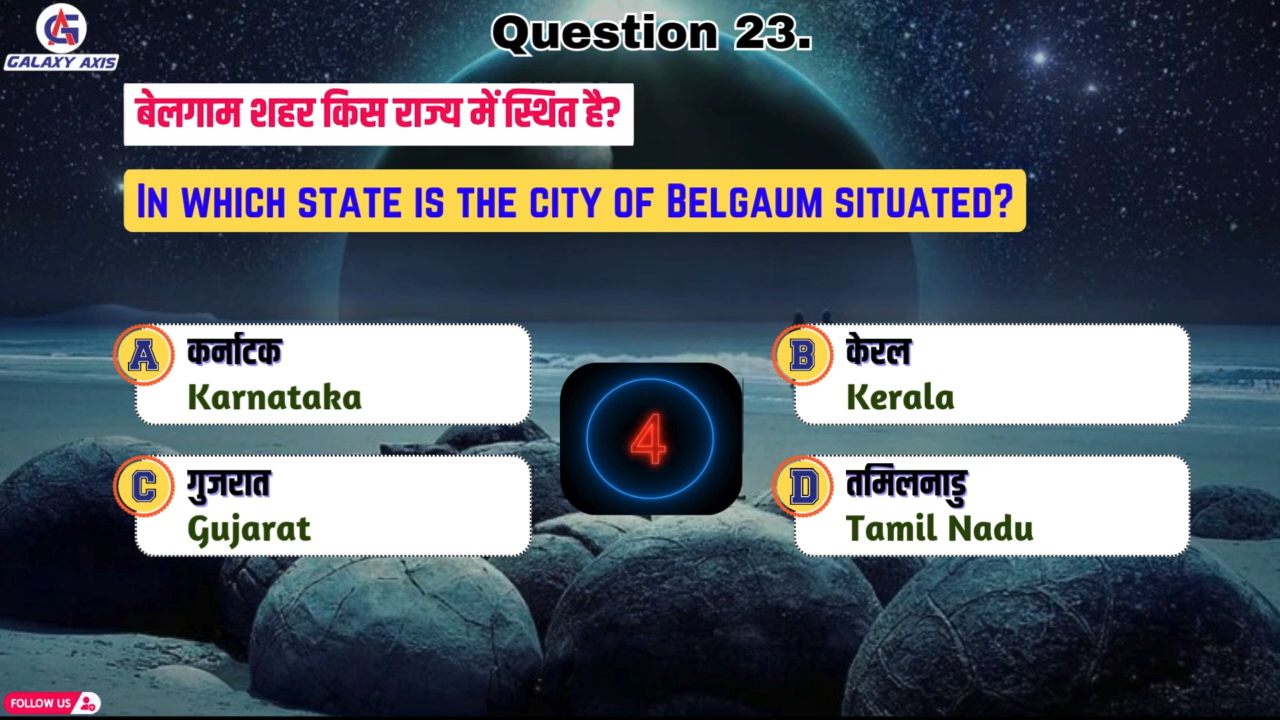 GALAXY AXIS
Question 23.
बेलगाम शहर किस राज्य में स्थित है?
In which state is the city of Belgaum situated?
A कर्नाटक
Karnataka
B केरल
Kerala
4
C गुजरात
Gujarat
D तमिलनाडु
Tamil Nadu
FOLLOW US